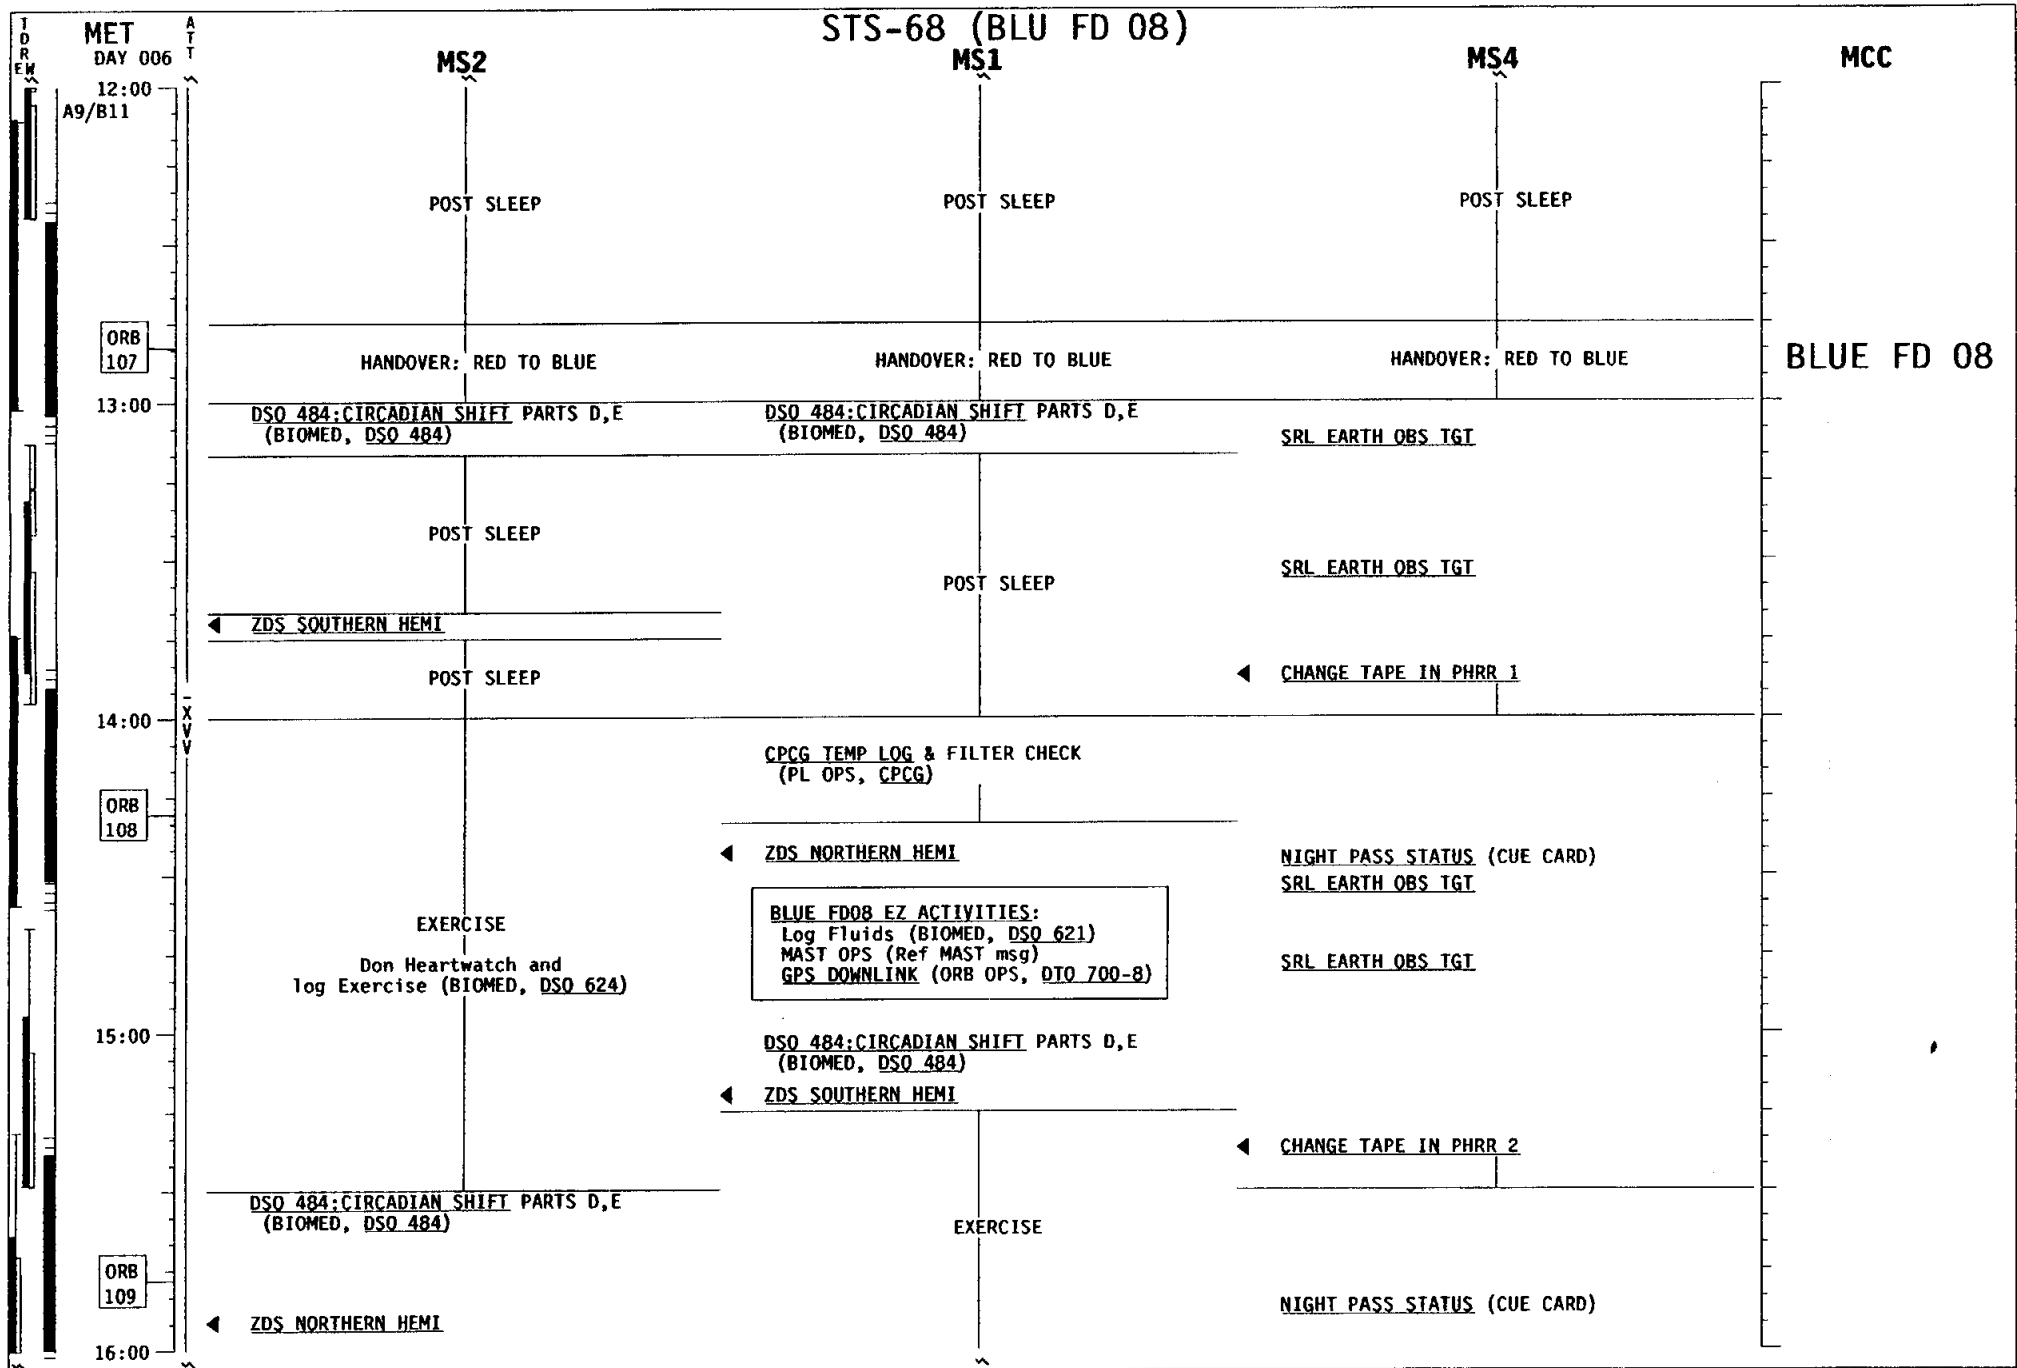 STS-68 (BLU FD 08)
TDRE W
MET
DAY 006
ATT
MS2
MS1
MS4
MCC
12:00
A9/B11
POST SLEEP
POST SLEEP
POST SLEEP
ORB
107
HANDOVER: RED TO BLUE
HANDOVER: RED TO BLUE
HANDOVER: RED TO BLUE
BLUE FD 08
13:00
DSO 484:CIRCADIAN SHIFT PARTS D,E
(BIOMED, DSO 484)
DSO 484:CIRCADIAN SHIFT PARTS D,E
(BIOMED, DSO 484)
SRL EARTH OBS TGT
POST SLEEP
SRL EARTH OBS TGT
POST SLEEP
ZDS SOUTHERN HEMI
POST SLEEP
CHANGE TAPE IN PHRR 1
14:00
-XVV
CPCG TEMP LOG & FILTER CHECK
(PL OPS, CPCG)
ORB
108
ZDS NORTHERN HEMI
NIGHT PASS STATUS (CUE CARD)
SRL EARTH OBS TGT
EXERCISE
Don Heartwatch and
log Exercise (BIOMED, DSO 624)
BLUE FD08 EZ ACTIVITIES:
Log Fluids (BIOMED, DSO 621)
MAST OPS (Ref MAST msg)
GPS DOWNLINK (ORB OPS, DTO 700-8)
SRL EARTH OBS TGT
15:00
DSO 484:CIRCADIAN SHIFT PARTS D,E
(BIOMED, DSO 484)
ZDS SOUTHERN HEMI
CHANGE TAPE IN PHRR 2
DSO 484:CIRCADIAN SHIFT PARTS D,E
(BIOMED, DSO 484)
EXERCISE
ORB
109
NIGHT PASS STATUS (CUE CARD)
ZDS NORTHERN HEMI
16:00